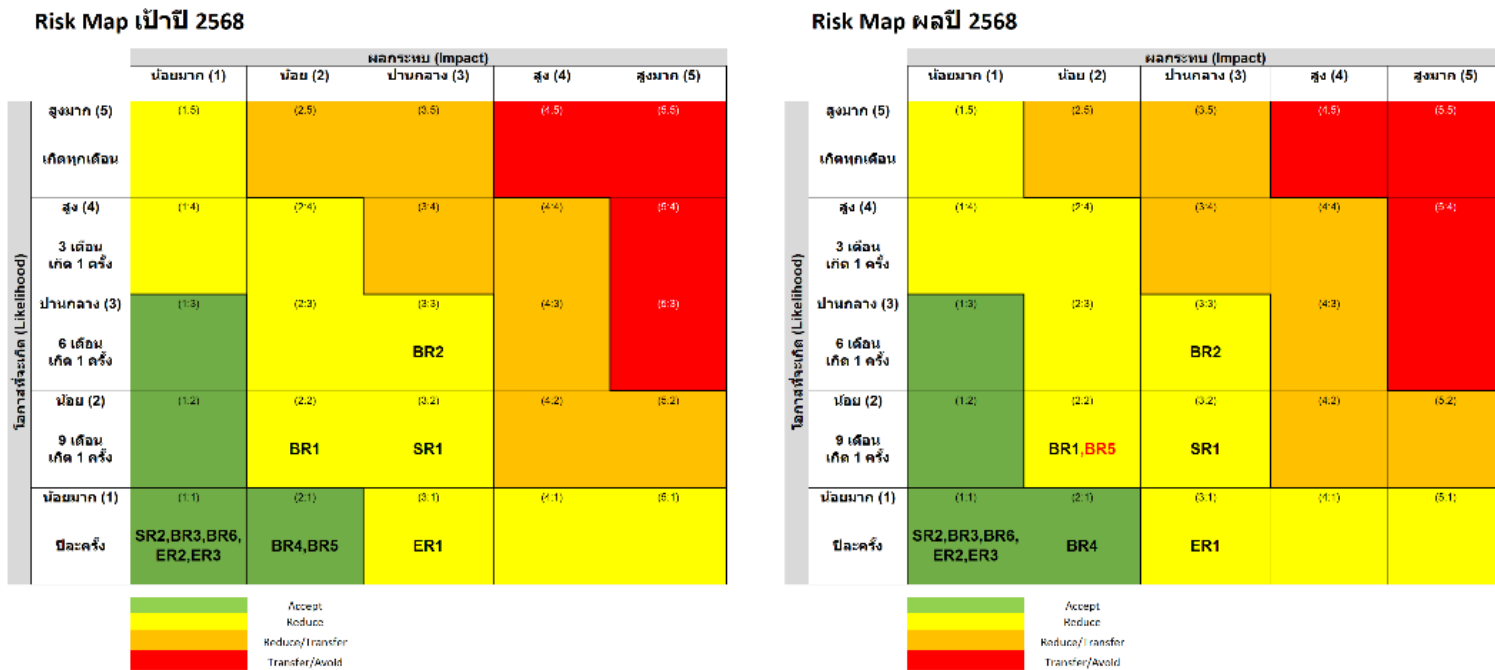 Risk Map เป้าปี 2568
ผลกระทบ (Impact)
น้อยมาก (1) น้อย (2) ปานกลาง (3) สูง (4) สูงมาก (5)
โอกาสที่จะเกิด (Likelihood)
สูงมาก (5) (1:5) (2:5) (3:5) (4:5) (5:5)
เกิดทุกเดือน
สูง (4) (1:4) (2:4) (3:4) (4:4) (5:4)
3 เดือน
เกิด 1 ครั้ง
ปานกลาง (3) (1:3) (2:3) (3:3) (4:3) (5:3)
6 เดือน
เกิด 1 ครั้ง
BR2
น้อย (2) (1:2) (2:2) (3:2) (4:2) (5:2)
9 เดือน
เกิด 1 ครั้ง
BR1 SR1
น้อยมาก (1) (1:1) (2:1) (3:1) (4:1) (5:1)
ปีละครั้ง
SR2,BR3,BR6,
ER2,ER3
BR4,BR5 ER1
Accept
Reduce
Reduce/Transfer
Transfer/Avoid
Risk Map ผลปี 2568
ผลกระทบ (Impact)
น้อยมาก (1) น้อย (2) ปานกลาง (3) สูง (4) สูงมาก (5)
โอกาสที่จะเกิด (Likelihood)
สูงมาก (5) (1:5) (2:5) (3:5) (4:5) (5:5)
เกิดทุกเดือน
สูง (4) (1:4) (2:4) (3:4) (4:4) (5:4)
3 เดือน
เกิด 1 ครั้ง
ปานกลาง (3) (1:3) (2:3) (3:3) (4:3)
6 เดือน
เกิด 1 ครั้ง
BR2
น้อย (2) (1:2) (2:2) (3:2) (4:2) (5:2)
9 เดือน
เกิด 1 ครั้ง
BR1,BR5 SR1
น้อยมาก (1) (1:1) (2:1) (3:1) (4:1) (5:1)
ปีละครั้ง
SR2,BR3,BR6,
ER2,ER3
BR4 ER1
Accept
Reduce
Reduce/Transfer
Transfer/Avoid